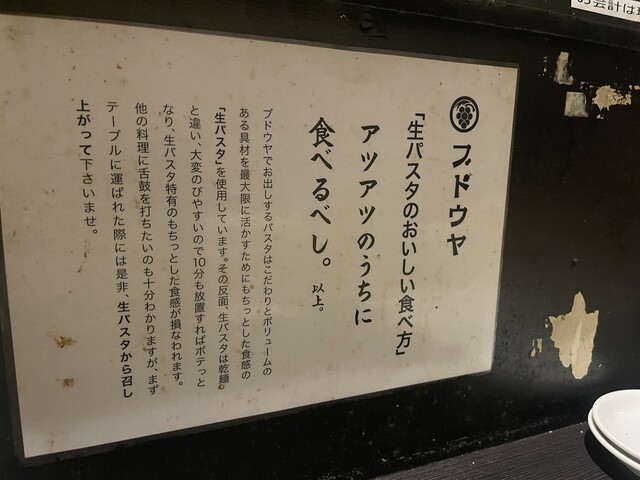 ブドウヤ
「生パスタのおいしい食べ方」
アツアツのうちに
食べるべし。以上。
ブドウヤでお出しするパスタはこだわりとボリュームの
ある具材を最大限に活かすためにもちっとした食感の
「生パスタ」を使用しています。その反面、生パスタは乾麺
と違い、大変のびやすいので10分も放置すればボテっと
なり、生パスタ特有のもちっとした食感が損なわれます。
他の料理に舌鼓を打ちたいのも十分わかりますが、まず
テーブルに運ばれた際には是非、生パスタから召し
上がって下さいませ。
お会計は